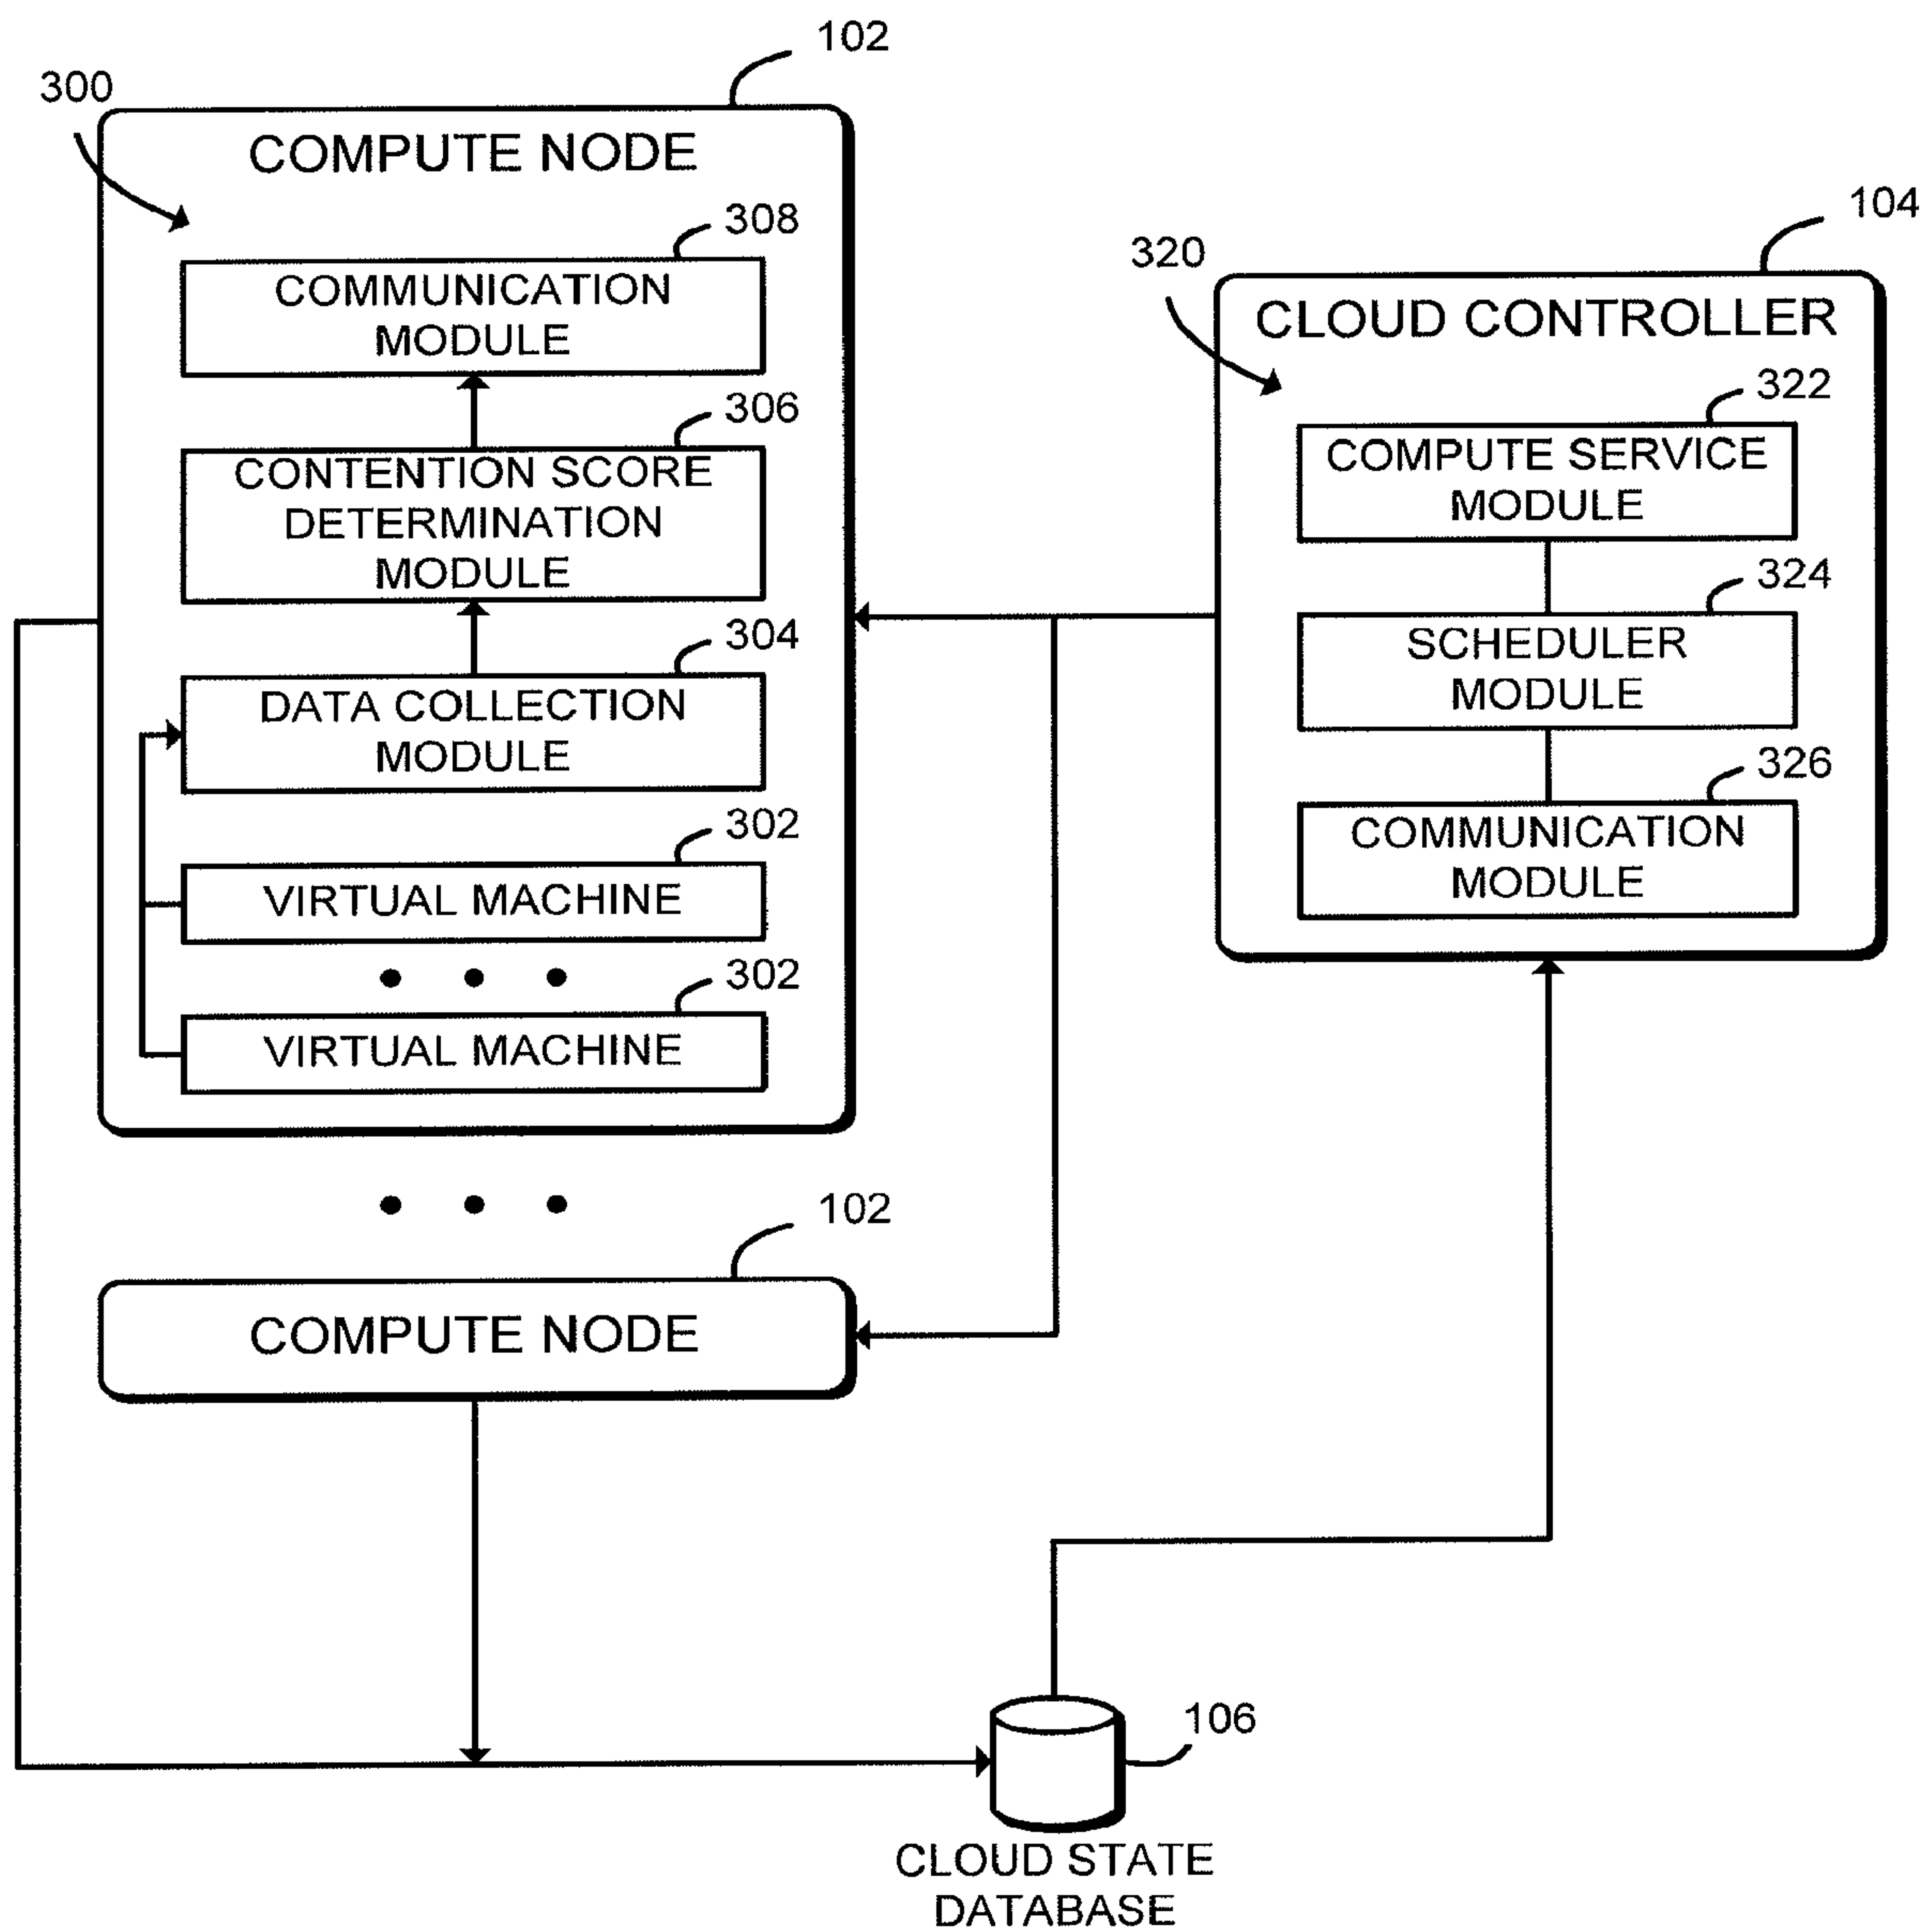 102
300
COMPUTE NODE
308
COMMUNICATION
MODULE
306
CONTENTION SCORE
DETERMINATION
MODULE
304
DATA COLLECTION
MODULE
302
VIRTUAL MACHINE
302
VIRTUAL MACHINE
102
COMPUTE NODE
104
320
CLOUD CONTROLLER
322
COMPUTE SERVICE
MODULE
324
SCHEDULER
MODULE
326
COMMUNICATION
MODULE
106
CLOUD STATE
DATABASE